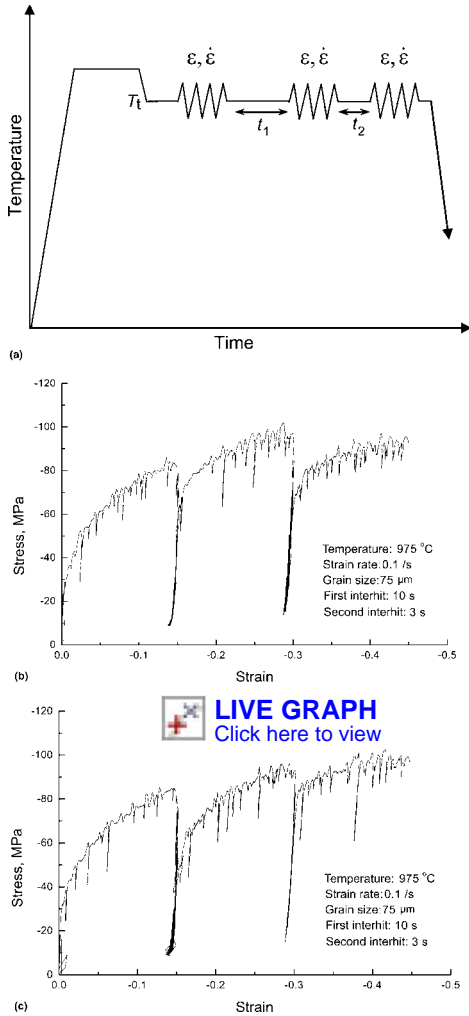 ε, ε̇ ε, ε̇ ε, ε̇
Tt
t1 t2
Temperature
Time
(a)
-120
-100
-80
-60
-40
-20
0
0.0 -0.1 -0.2 -0.3 -0.4 -0.5
Stress, MPa
Strain
Temperature: 975 °C
Strain rate:0.1 /s
Grain size:75 µm
First interhit: 10 s
Second interhit: 3 s
(b)
LIVE GRAPH
Click here to view
-120
-100
-80
-60
-40
-20
0
0.0 -0.1 -0.2 -0.3 -0.4 -0.5
Stress, MPa
Strain
Temperature: 975 °C
Strain rate:0.1 /s
Grain size:75 µm
First interhit: 10 s
Second interhit: 3 s
(c)